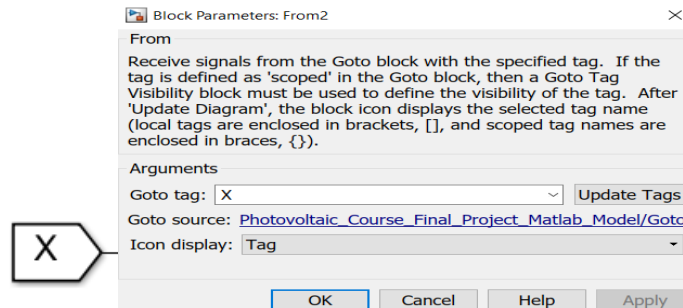 Block Parameters: From2
From
Receive signals from the Goto block with the specified tag. If the
tag is defined as 'scoped' in the Goto block, then a Goto Tag
Visibility block must be used to define the visibility of the tag. After
'Update Diagram', the block icon displays the selected tag name
(local tags are enclosed in brackets, [], and scoped tag names are
enclosed in braces, {}).
Arguments
Goto tag: X Update Tags
Goto source: Photovoltaic_Course_Final_Project_Matlab_Model/Goto
X
Icon display: Tag
OK Cancel Help Apply